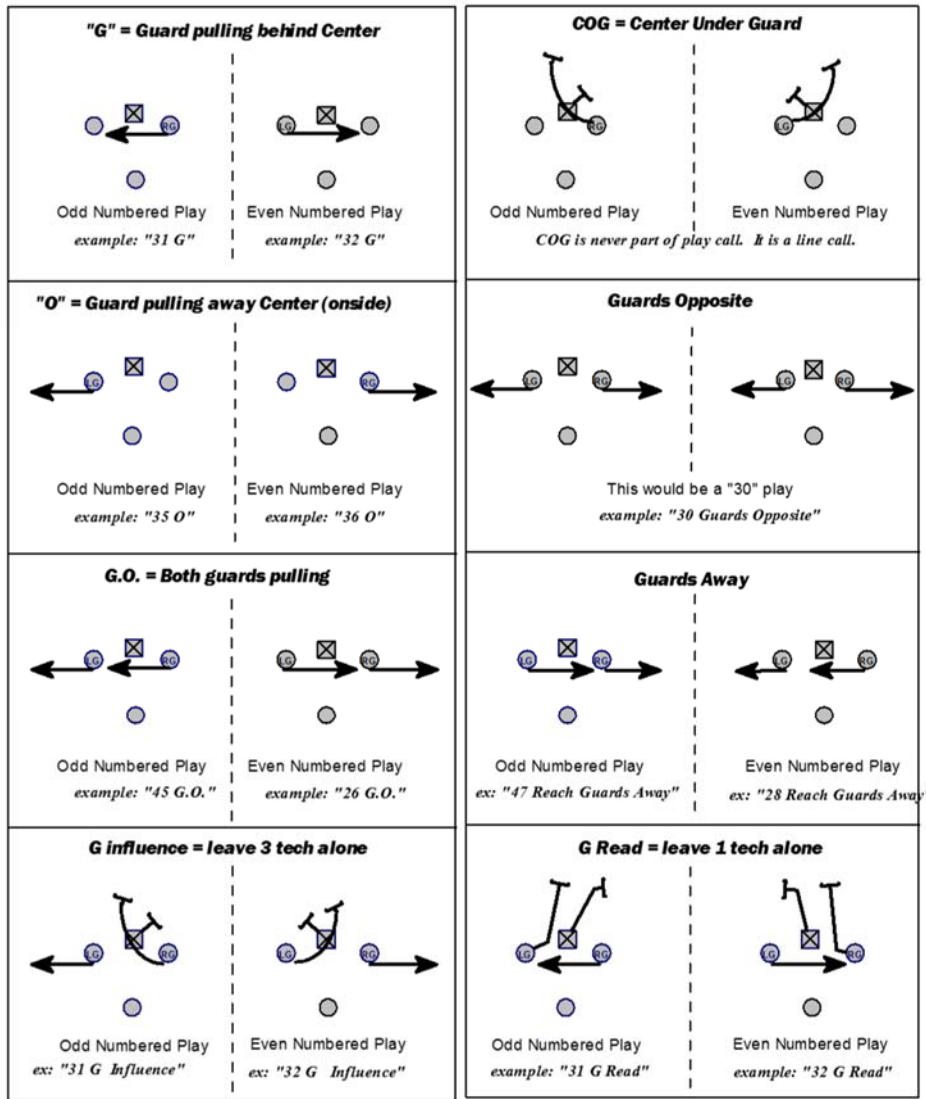 "G" = Guard pulling behind Center
RG
LG
Odd Numbered Play
Even Numbered Play
example: "31 G"
example: "32 G"
COG = Center Under Guard
RG
LG
Odd Numbered Play
Even Numbered Play
COG is never part of play call. It is a line call.
"O" = Guard pulling away Center (onside)
LG
RG
Odd Numbered Play
Even Numbered Play
example: "35 O"
example: "36 O"
Guards Opposite
LG
RG
LG
RG
This would be a "30" play
example: "30 Guards Opposite"
G.O. = Both guards pulling
LG
RG
LG
RG
Odd Numbered Play
Even Numbered Play
example: "45 G.O."
example: "26 G.O."
Guards Away
LG
RG
LG
RG
Odd Numbered Play
Even Numbered Play
ex: "47 Reach Guards Away"
ex: "28 Reach Guards Away"
G influence = leave 3 tech alone
LG
RG
LG
RG
Odd Numbered Play
Even Numbered Play
ex: "31 G Influence"
ex: "32 G Influence"
G Read = leave 1 tech alone
LG
RG
LG
RG
Odd Numbered Play
Even Numbered Play
example: "31 G Read"
example: "32 G Read"